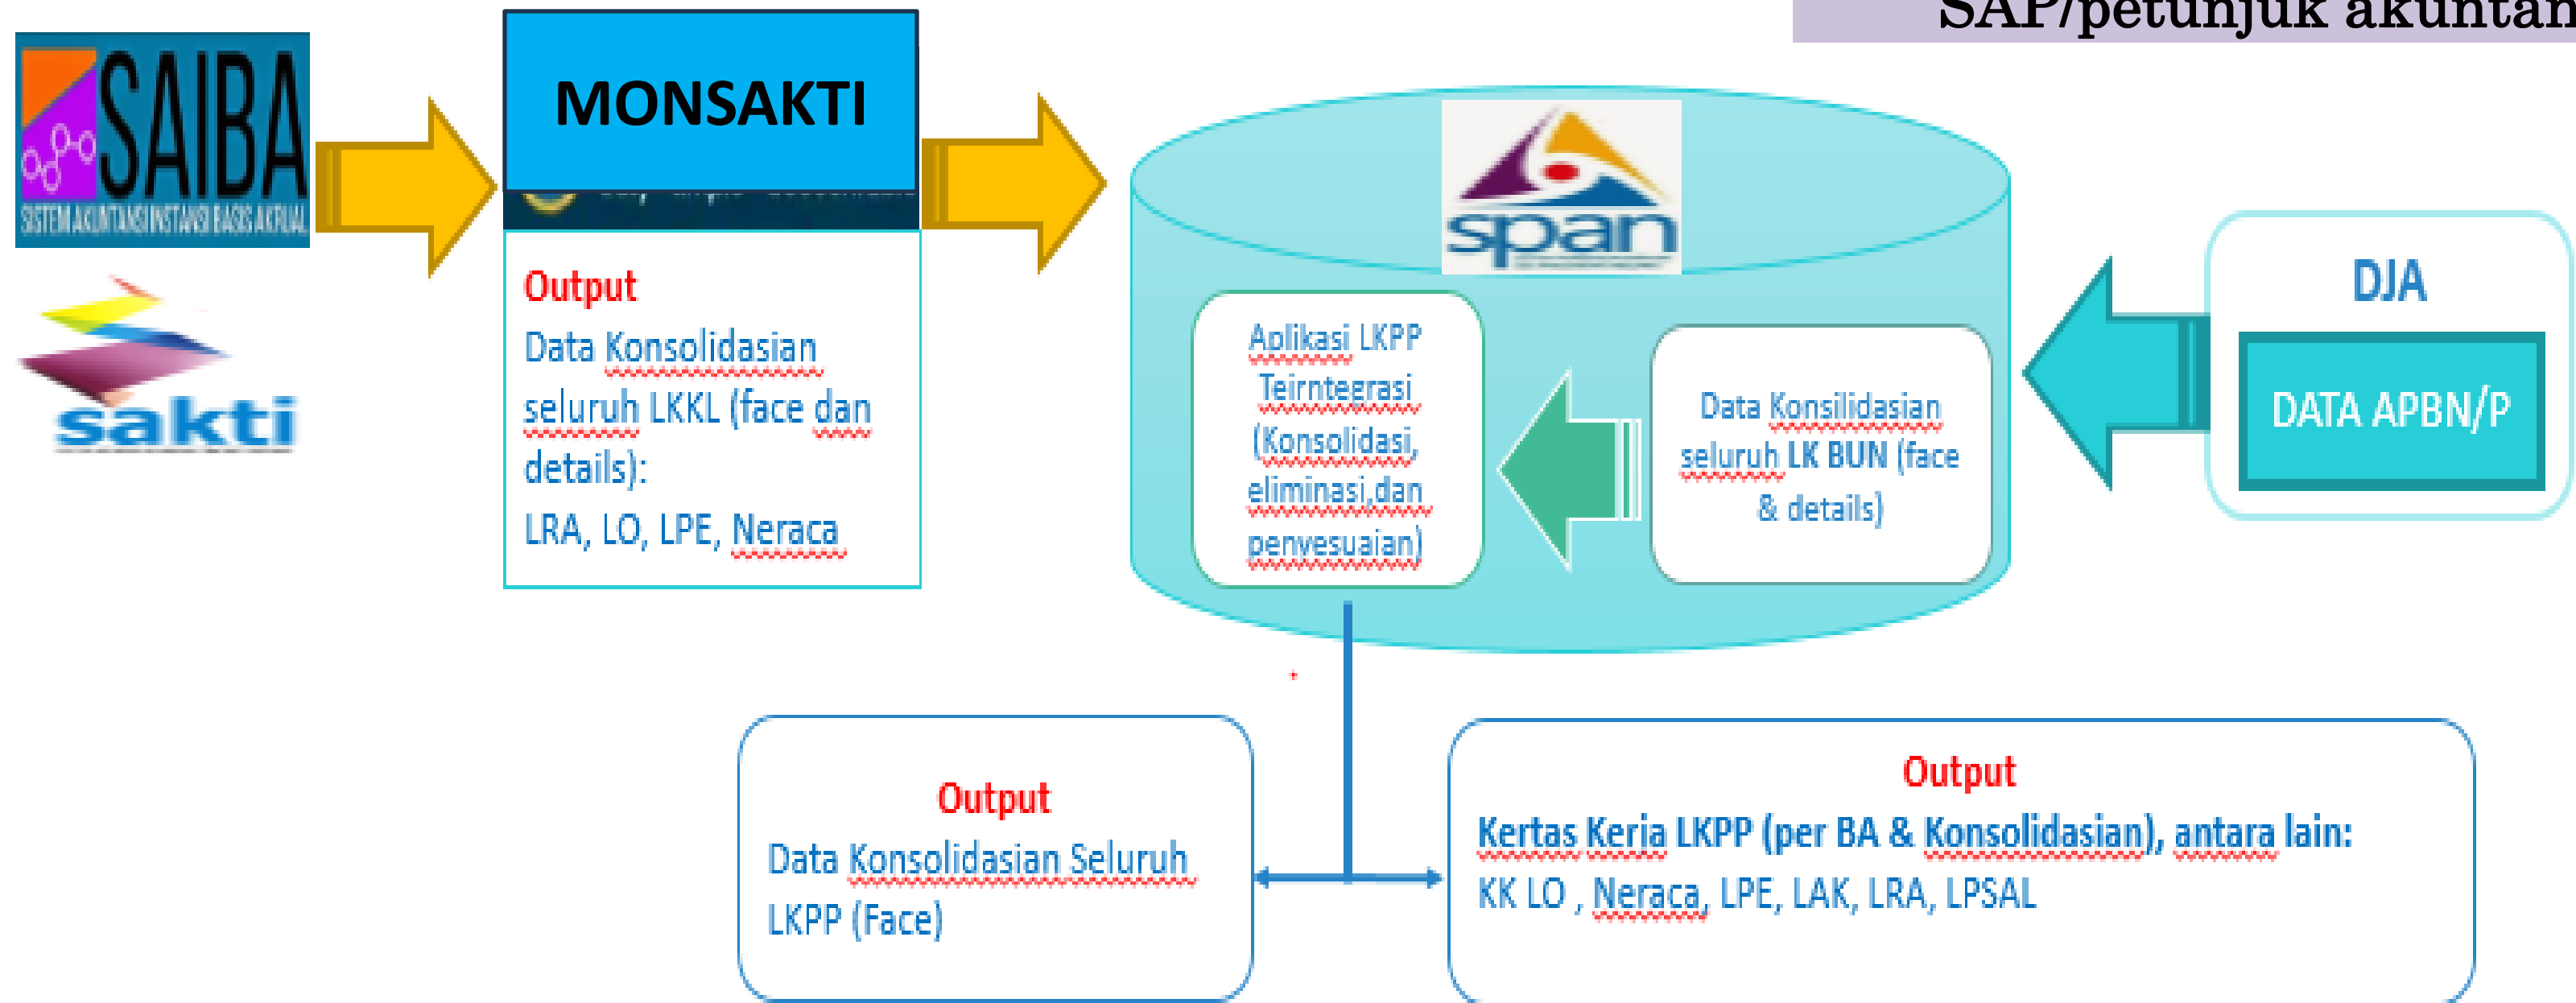 SAP/petunjuk akuntan
SAIBA
SISTEM AKUNTANSI INSTANSI BASIS AKRUAL
sakti
MONSAKTI
Output
Data Konsolidasian
seluruh LKKL (face dan
details):
LRA, LO, LPE, Neraca
span
Aplikasi LKPP
Teirntegrasi
(Konsolidasi,
eliminasi,dan
penyesuaian)
Data Konsilidasian
seluruh LK BUN (face
& details)
DJA
DATA APBN/P
Output
Data Konsolidasian Seluruh
LKPP (Face)
Output
Kertas Kerja LKPP (per BA & Konsolidasian), antara lain:
KK LO , Neraca, LPE, LAK, LRA, LPSAL